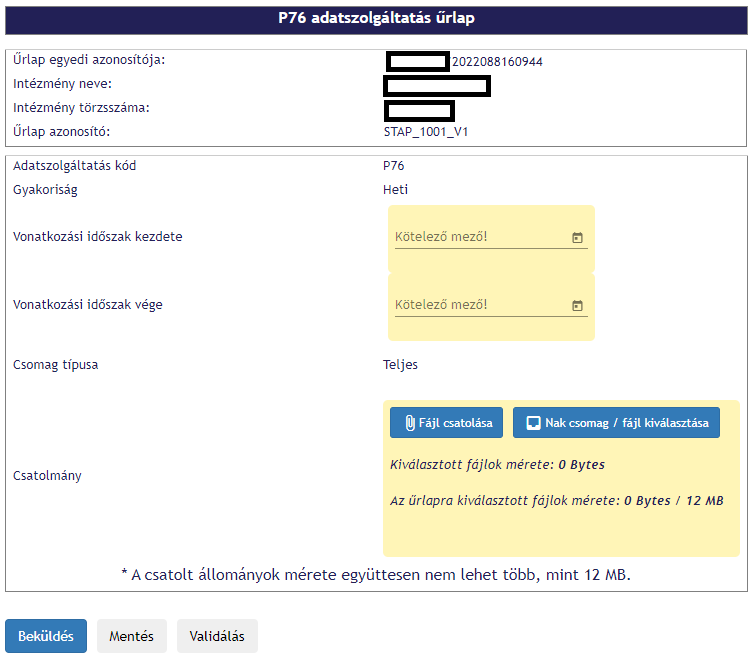 P76 adatszolgáltatás űrlap
Űrlap egyedi azonosítója: 2022088160944
Intézmény neve:
Intézmény törzsszáma:
Űrlap azonosító: STAP_1001_V1
Adatszolgáltatás kód P76
Gyakoriság Heti
Vonatkozási időszak kezdete Kötelező mező!
Vonatkozási időszak vége Kötelező mező!
Csomag típusa Teljes
Fájl csatolása Nak csomag / fájl kiválasztása
Kiválasztott fájlok mérete: 0 Bytes
Csatolmány
Az űrlapra kiválasztott fájlok mérete: 0 Bytes / 12 MB
* A csatolt állományok mérete együttesen nem lehet több, mint 12 MB.
Beküldés Mentés Validálás